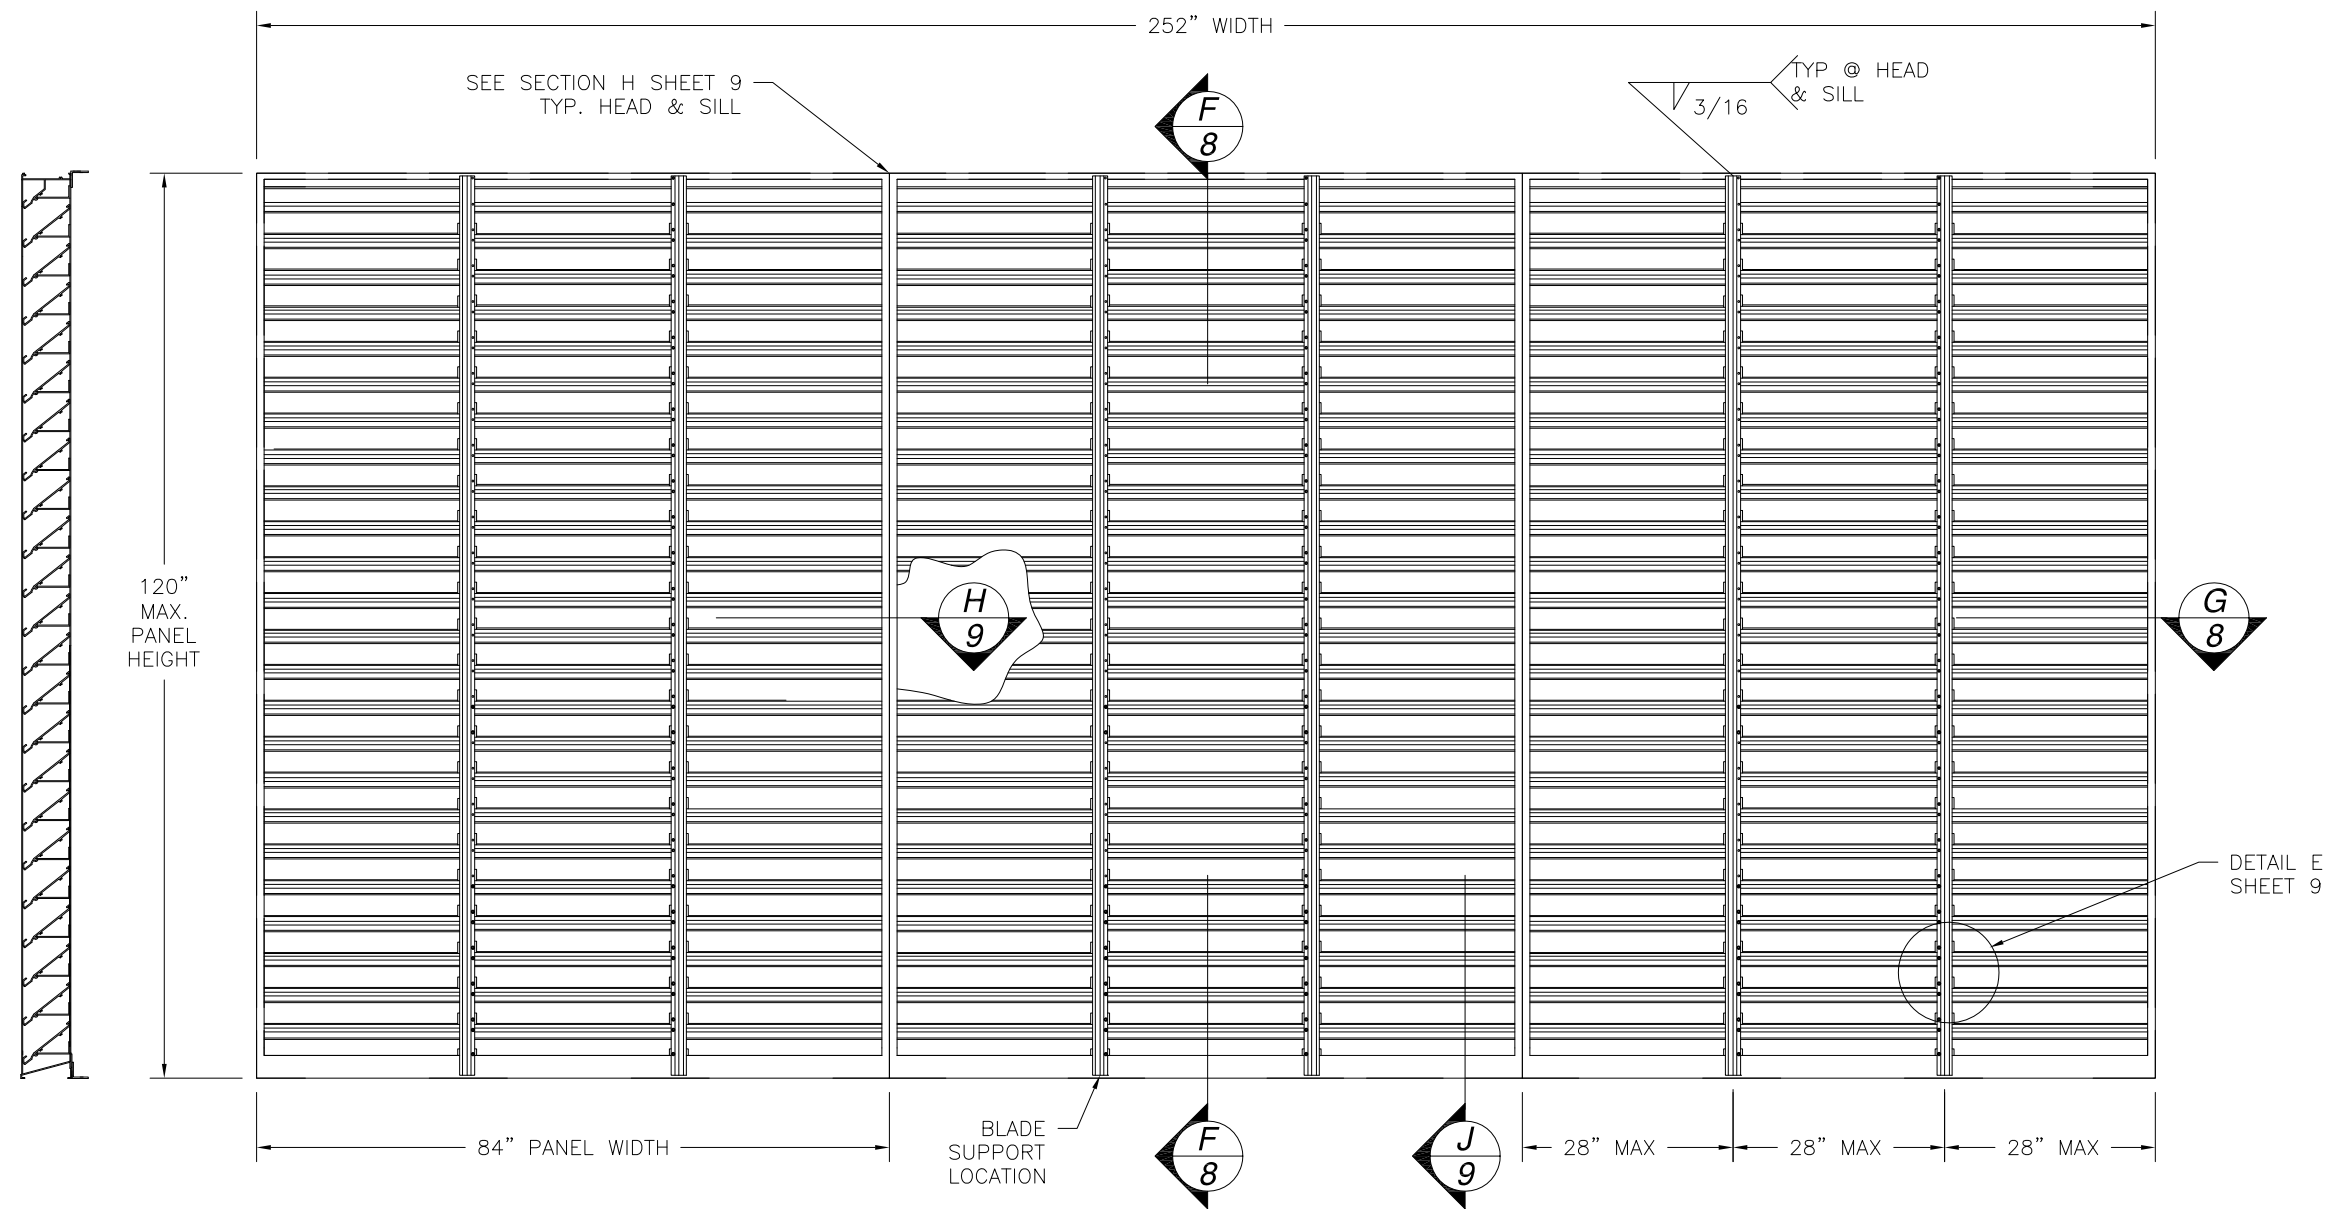 252” WIDTH
SEE SECTION H SHEET 9
TYP. HEAD & SILL
F
8
TYP @ HEAD
& SILL
3/16
120”
MAX.
PANEL
HEIGHT
H
9
G
8
DETAIL E
SHEET 9
84” PANEL WIDTH
BLADE
SUPPORT
LOCATION
F
8
J
9
28” MAX
28” MAX
28” MAX